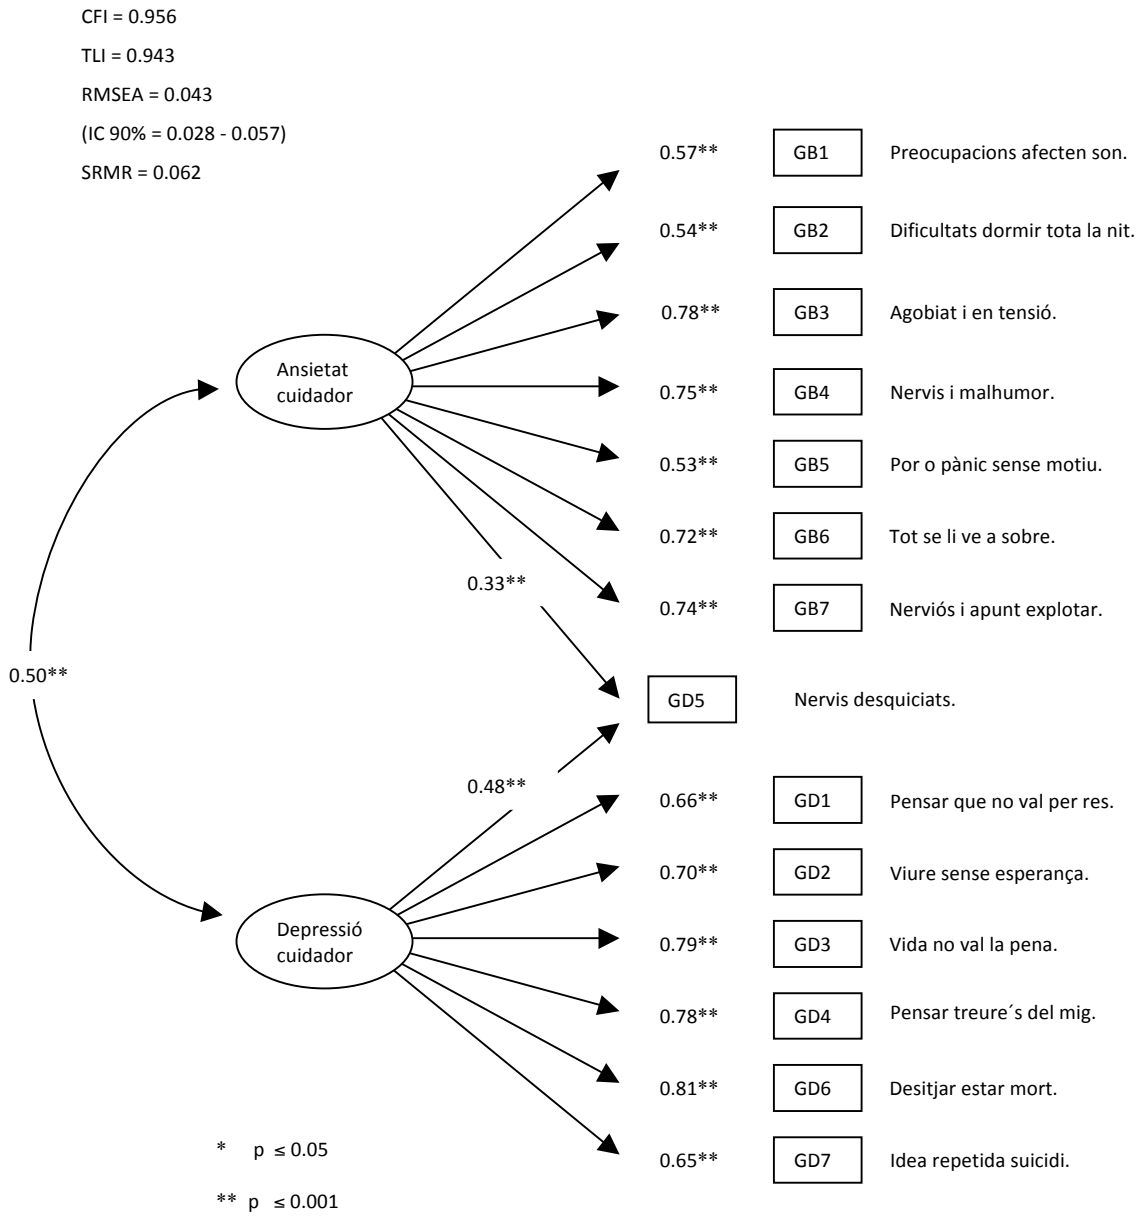 CFI = 0.956
TLI = 0.943
RMSEA = 0.043
(IC 90% = 0.028 - 0.057)
SRMR = 0.062
0.57** GB1 Preocupacions afecten son.
0.54** GB2 Dificultats dormir tota la nit.
0.78** GB3 Agobiat i en tensió.
Ansietat
cuidador
0.75** GB4 Nervis i malhumor.
0.53** GB5 Por o pànic sense motiu.
0.72** GB6 Tot se li ve a sobre.
0.33**
0.74** GB7 Nerviós i apunt explotar.
0.50**
GD5 Nervis desquiciats.
0.48**
0.66** GD1 Pensar que no val per res.
0.70** GD2 Viure sense esperança.
Depressió
cuidador
0.79** GD3 Vida no val la pena.
0.78** GD4 Pensar treure´s del mig.
0.81** GD6 Desitjar estar mort.
* p ≤ 0.05
0.65** GD7 Idea repetida suicidi.
** p ≤ 0.001